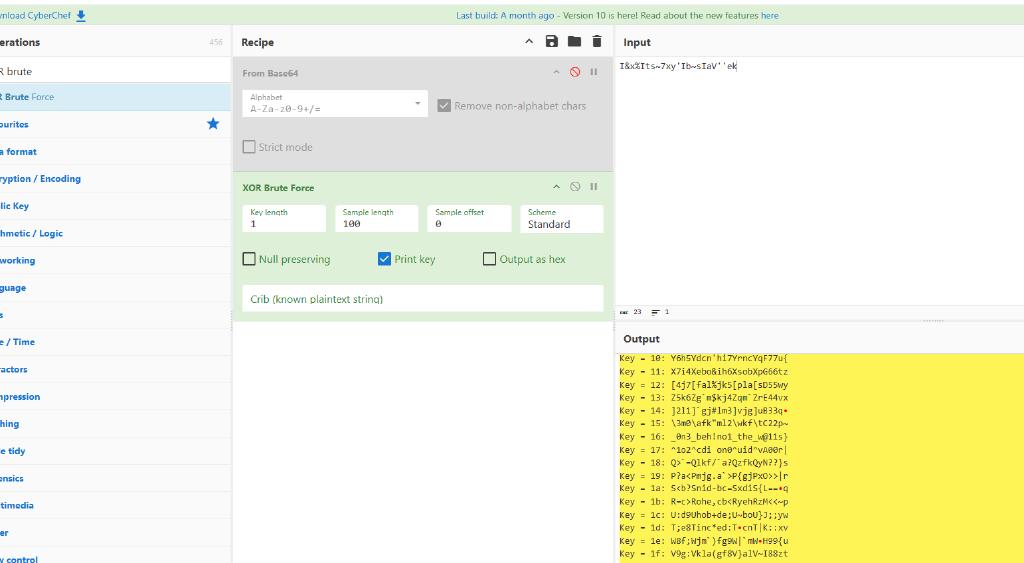 nload CyberChef
Last build: A month ago - Version 10 is here! Read about the new features here
erations 456
R brute
R Brute Force
ourites
a format
ryption / Encoding
lic Key
hmetic / Logic
working
guage
s
e / Time
ractors
mpression
hing
e tidy
ensics
ltimedia
er
w control
Recipe
From Base64
Alphabet
A-Za-z0-9+/=
Remove non-alphabet chars
Strict mode
XOR Brute Force
Key length
1
Sample length
100
Sample offset
0
Scheme
Standard
Null preserving
Print key
Output as hex
Crib (known plaintext string)
Input
I&x%Its~7xy'Ib~sIaV''ek
23 1
Output
Key = 10: Y6h5Ydcn'hi7YrncYqF77u{
Key = 11: X7i4Xebo&ih6XsobXpG66tz
Key = 12: [4j7[fal%jk5[pla[sD55wy
Key = 13: Z5k6Zg`m$kj4Zqm`ZrE44vx
Key = 14: ]2l1]`gj#lm3]vjg]uB33q•
Key = 15: \3m0\afk"ml2\wkf\tC22p~
Key = 16: _0n3_beh!no1_the_w@11s}
Key = 17: ^1o2^cdi on0^uid^vA00r|
Key = 18: Q>`=Qlkf/`a?QzfkQyN??}s
Key = 19: P?a<Pmjg.a`>P{gjPxO>>|r
Key = 1a: S<b?Snid-bc=SxdiS{L==•q
Key = 1b: R=c>Rohe,cb<RyehRzM<<~p
Key = 1c: U:d9Uhob+de;U~boU}J;;yw
Key = 1d: T;e8Tinc*ed:T•cnT|K::xv
Key = 1e: W8f;Wjm`)fg9W|`mW•H99{u
Key = 1f: V9g:Vkla(gf8V}alV~I88zt